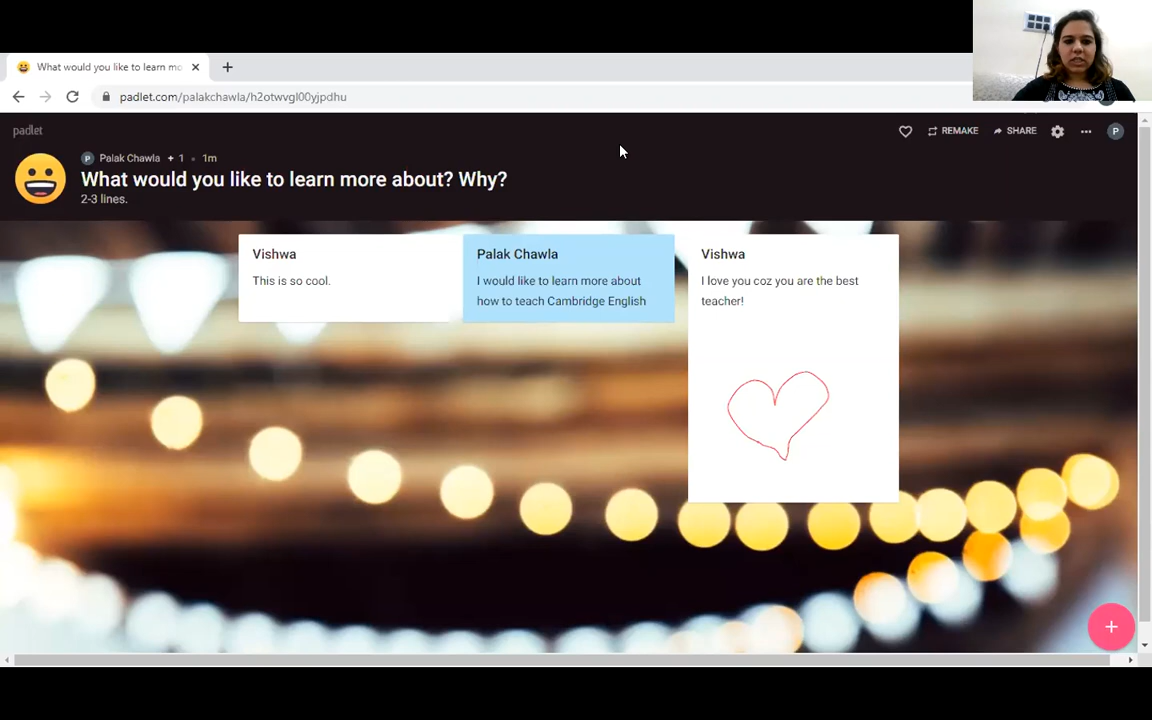 What would you like to learn mo
padlet.com/palakchawla/h2otwvgl00yjpdhu
padlet
REMAKE
SHARE
P
P Palak Chawla + 1 • 1m
What would you like to learn more about? Why?
2-3 lines.
Vishwa
This is so cool.
Palak Chawla
I would like to learn more about
how to teach Cambridge English
Vishwa
I love you coz you are the best
teacher!